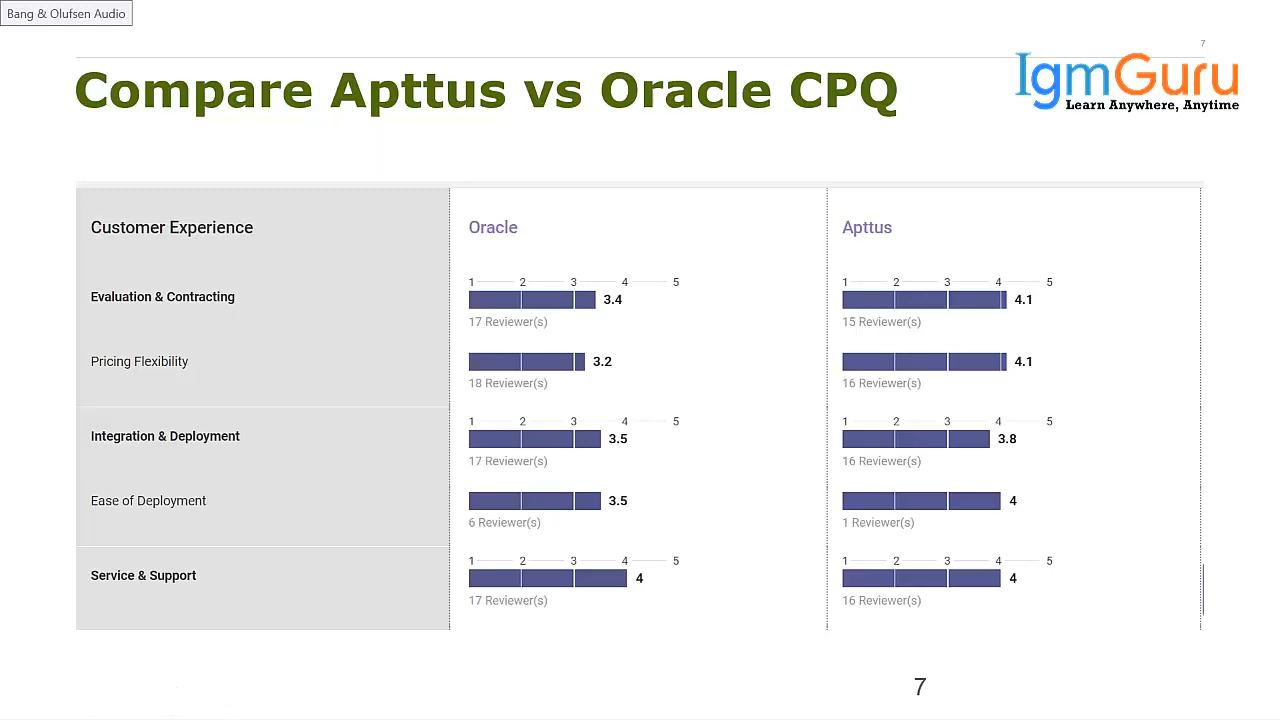 Bang & Olufsen Audio
7
Compare Apttus vs Oracle CPQ
IgmGuru
Learn Anywhere, Anytime
Customer Experience
Oracle
Apttus
Evaluation & Contracting
1 2 3 4 5
3.4
17 Reviewer(s)
1 2 3 4 5
4.1
15 Reviewer(s)
Pricing Flexibility
3.2
18 Reviewer(s)
4.1
16 Reviewer(s)
Integration & Deployment
1 2 3 4 5
3.5
17 Reviewer(s)
1 2 3 4 5
3.8
16 Reviewer(s)
Ease of Deployment
3.5
6 Reviewer(s)
4
1 Reviewer(s)
Service & Support
1 2 3 4 5
4
17 Reviewer(s)
1 2 3 4 5
4
16 Reviewer(s)
7